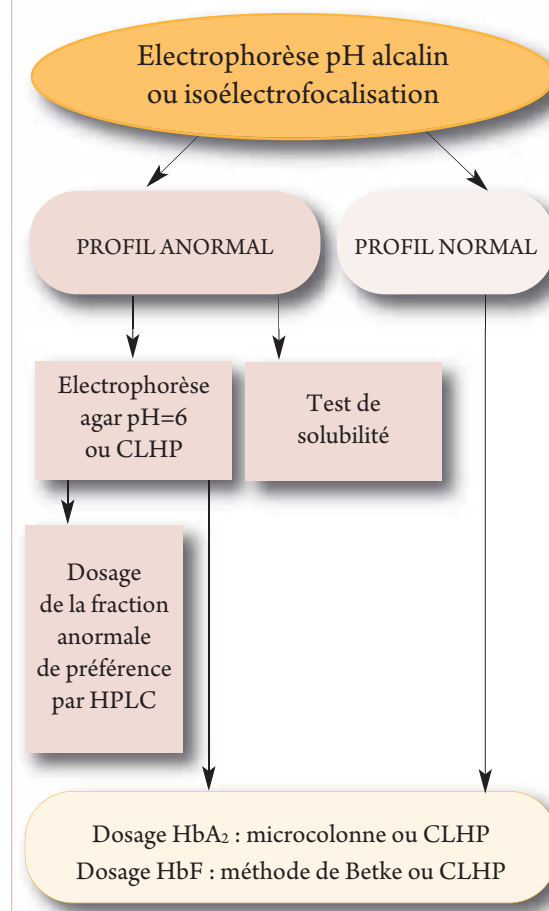 Electrophorèse pH alcalin
ou isoélectrofocalisation
PROFIL ANORMAL
PROFIL NORMAL
Electrophorèse
agar pH=6
ou CLHP
Test de
solubilité
Dosage
de la fraction
anormale
de préférence
par HPLC
Dosage HbA₂ : microcolonne ou CLHP
Dosage HbF : méthode de Betke ou CLHP